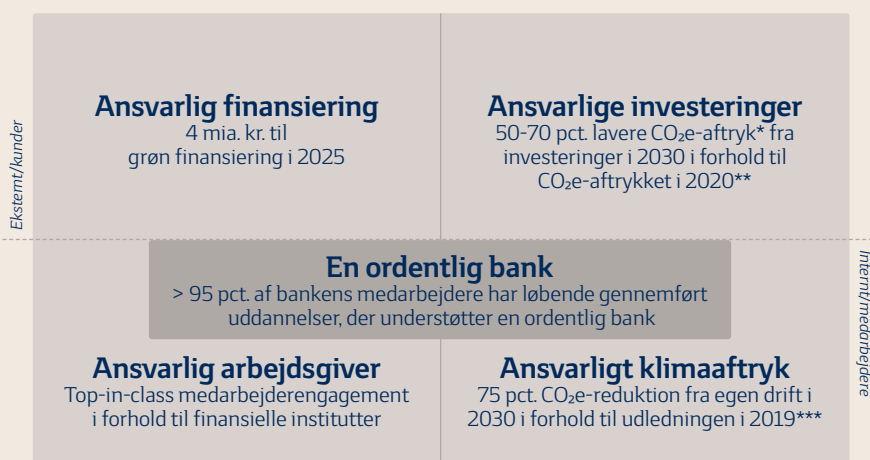 Eksternt/kunder
Ansvarlig finansiering
4 mia. kr. til
grøn finansiering i 2025
Ansvarlige investeringer
50-70 pct. lavere CO₂e-aftryk* fra
investeringer i 2030 i forhold til
CO₂e-aftrykket i 2020**
En ordentlig bank
> 95 pct. af bankens medarbejdere har løbende gennemført
uddannelser, der understøtter en ordentlig bank
Internt/medarbejdere
Ansvarlig arbejdsgiver
Top-in-class medarbejderengagement
i forhold til finansielle institutter
Ansvarligt klimaaftryk
75 pct. CO₂e-reduktion fra egen drift i
2030 i forhold til udledningen i 2019***